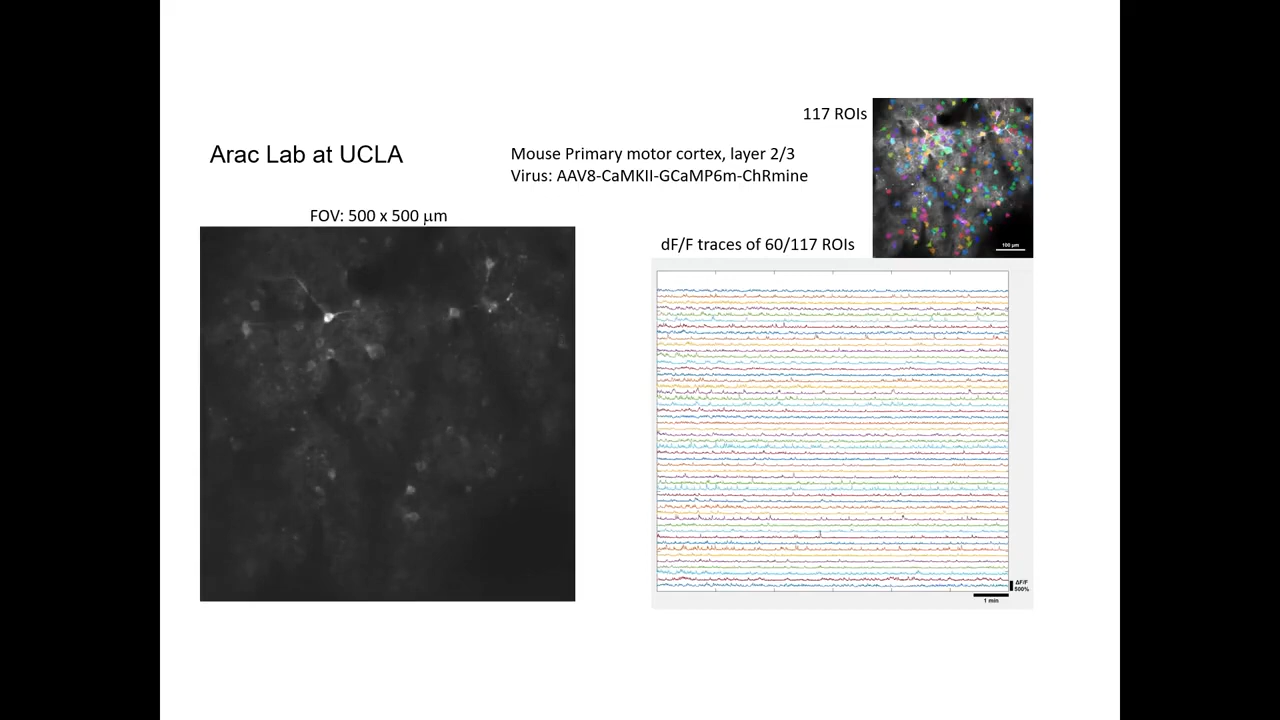 117 ROIs
Arac Lab at UCLA
Mouse Primary motor cortex, layer 2/3
Virus: AAV8-CaMKII-GCaMP6m-ChRmine
FOV: 500 x 500 μm
dF/F traces of 60/117 ROIs
100 μm
ΔF/F
500%
1 min